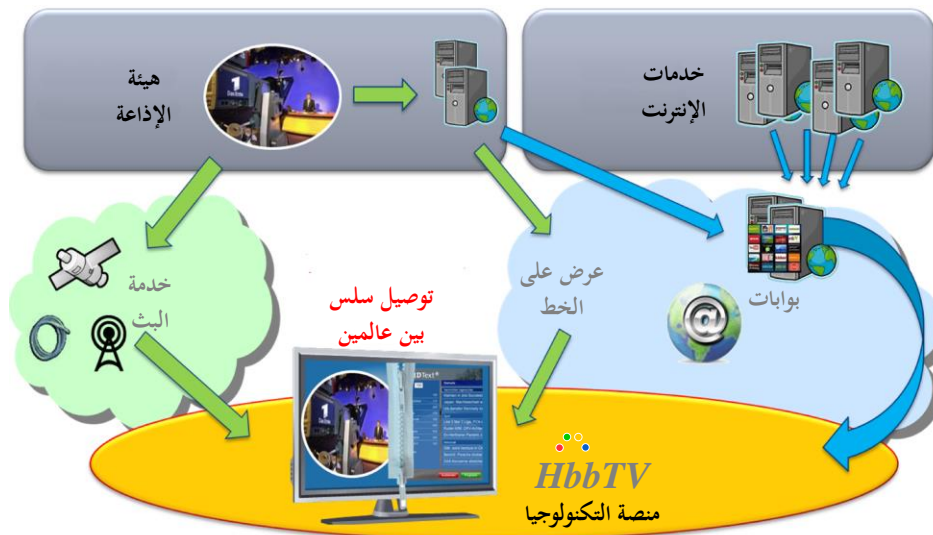 هيئة
الإذاعة
خدمات
الإنترنت
خدمة
البث
توصيل سلس
بين عالمين
عرض على
الخط
بوابات
@
HbbTV
منصة التكنولوجيا